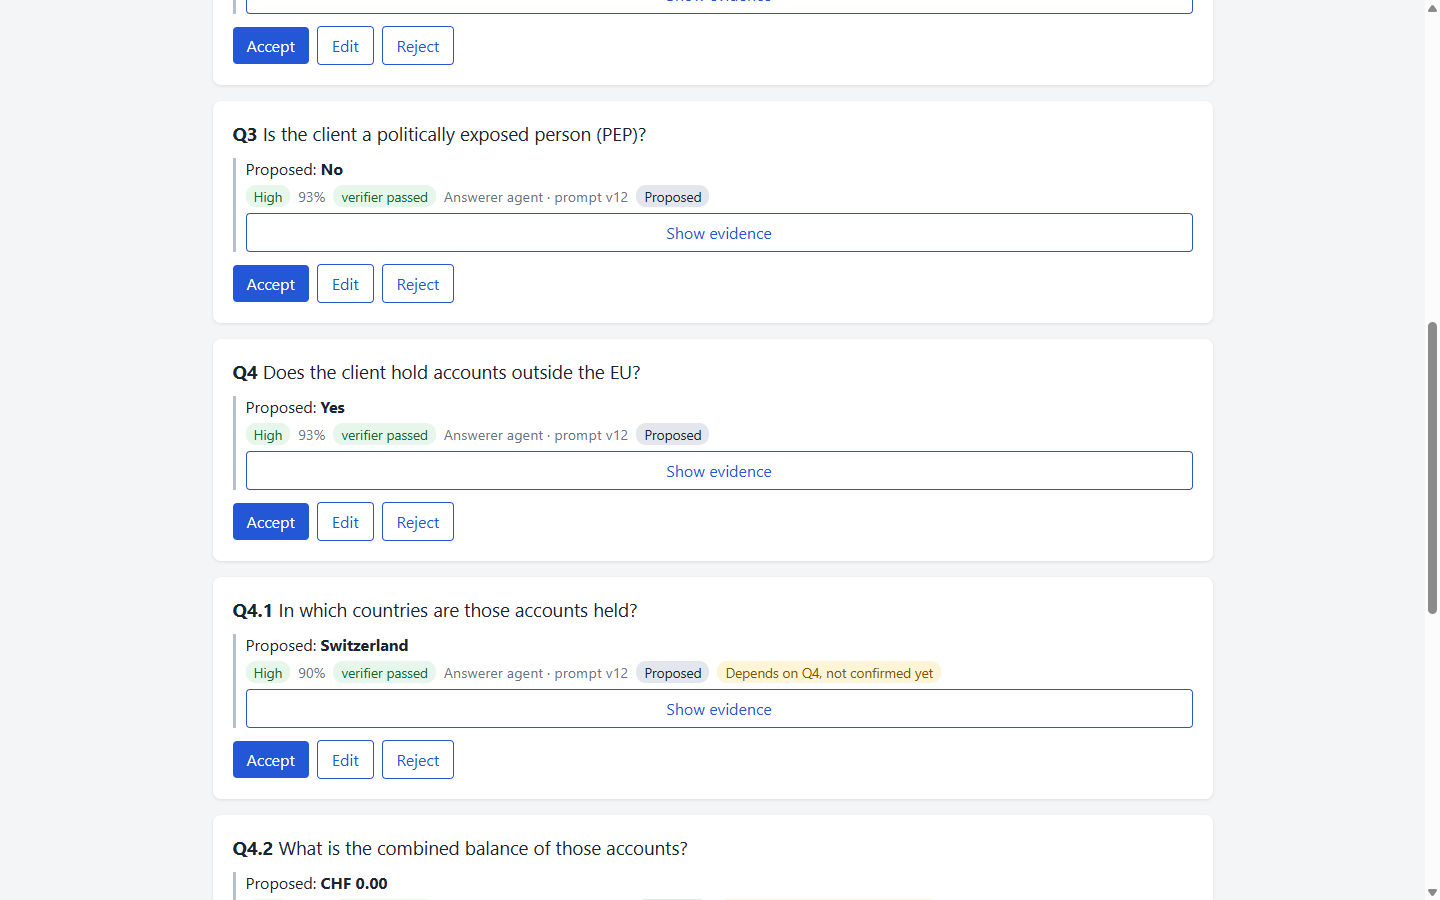 Show evidence
Accept Edit Reject
Q3 Is the client a politically exposed person (PEP)?
Proposed: No
High 93% verifier passed Answerer agent · prompt v12 Proposed
Show evidence
Accept Edit Reject
Q4 Does the client hold accounts outside the EU?
Proposed: Yes
High 93% verifier passed Answerer agent · prompt v12 Proposed
Show evidence
Accept Edit Reject
Q4.1 In which countries are those accounts held?
Proposed: Switzerland
High 90% verifier passed Answerer agent · prompt v12 Proposed Depends on Q4, not confirmed yet
Show evidence
Accept Edit Reject
Q4.2 What is the combined balance of those accounts?
Proposed: CHF 0.00